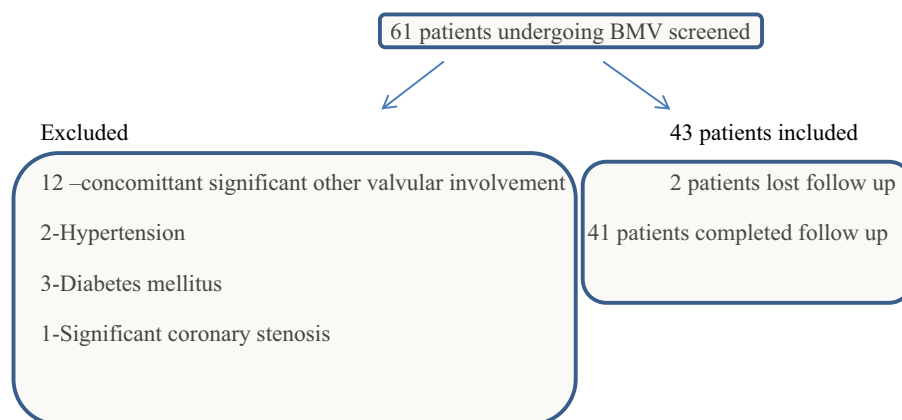 61 patients undergoing BMV screened
Excluded
12 –concomittant significant other valvular involvement
2-Hypertension
3-Diabetes mellitus
1-Significant coronary stenosis
43 patients included
2 patients lost follow up
41 patients completed follow up